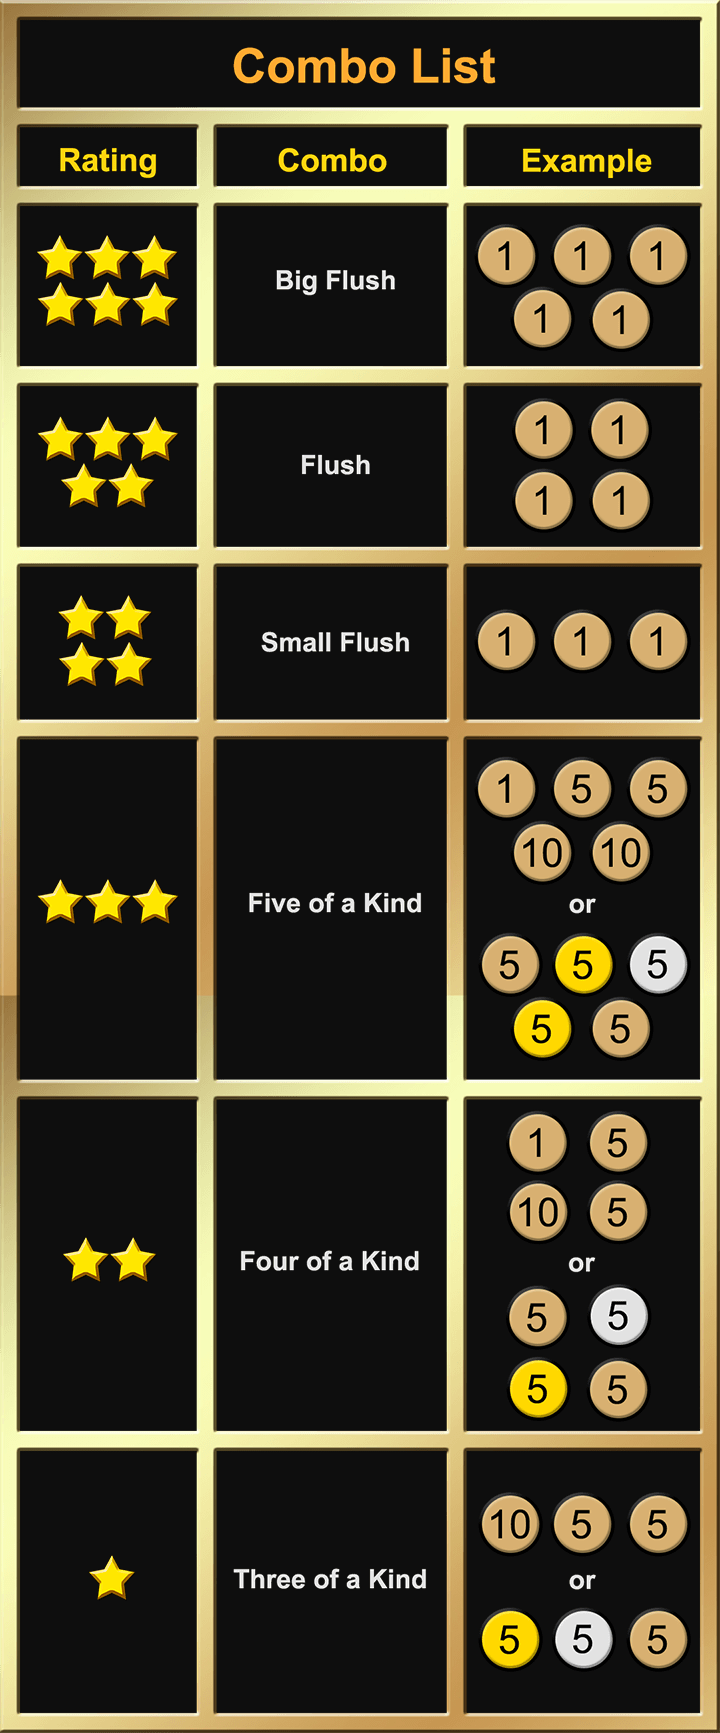 Combo List
Rating Combo Example
1 1 1
Big Flush
1 1
1 1
Flush
1 1
Small Flush 1 1 1
1 5 5
10 10
Five of a Kind or
5 5 5
5 5
1 5
10 5
Four of a Kind or
5 5
5 5
10 5 5
Three of a Kind or
5 5 5